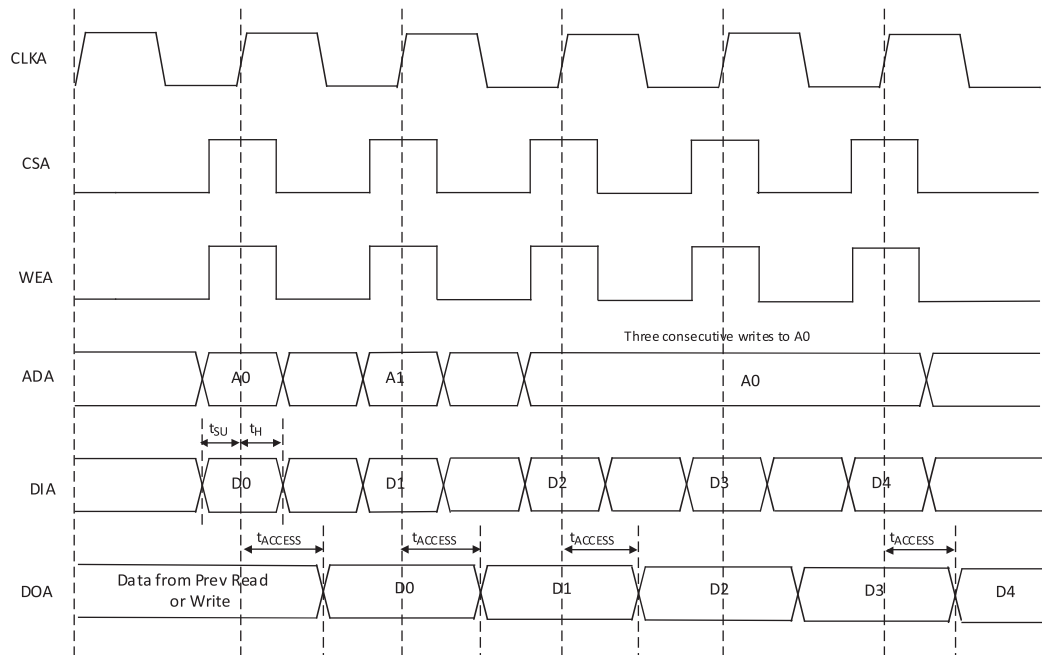 CLKA
CSA
WEA
Three consecutive writes to A0
ADA
A0
A1
A0
tSU
tH
DIA
D0
D1
D2
D3
D4
tACCESS
tACCESS
tACCESS
tACCESS
DOA
Data from Prev Read
or Write
D0
D1
D2
D3
D4